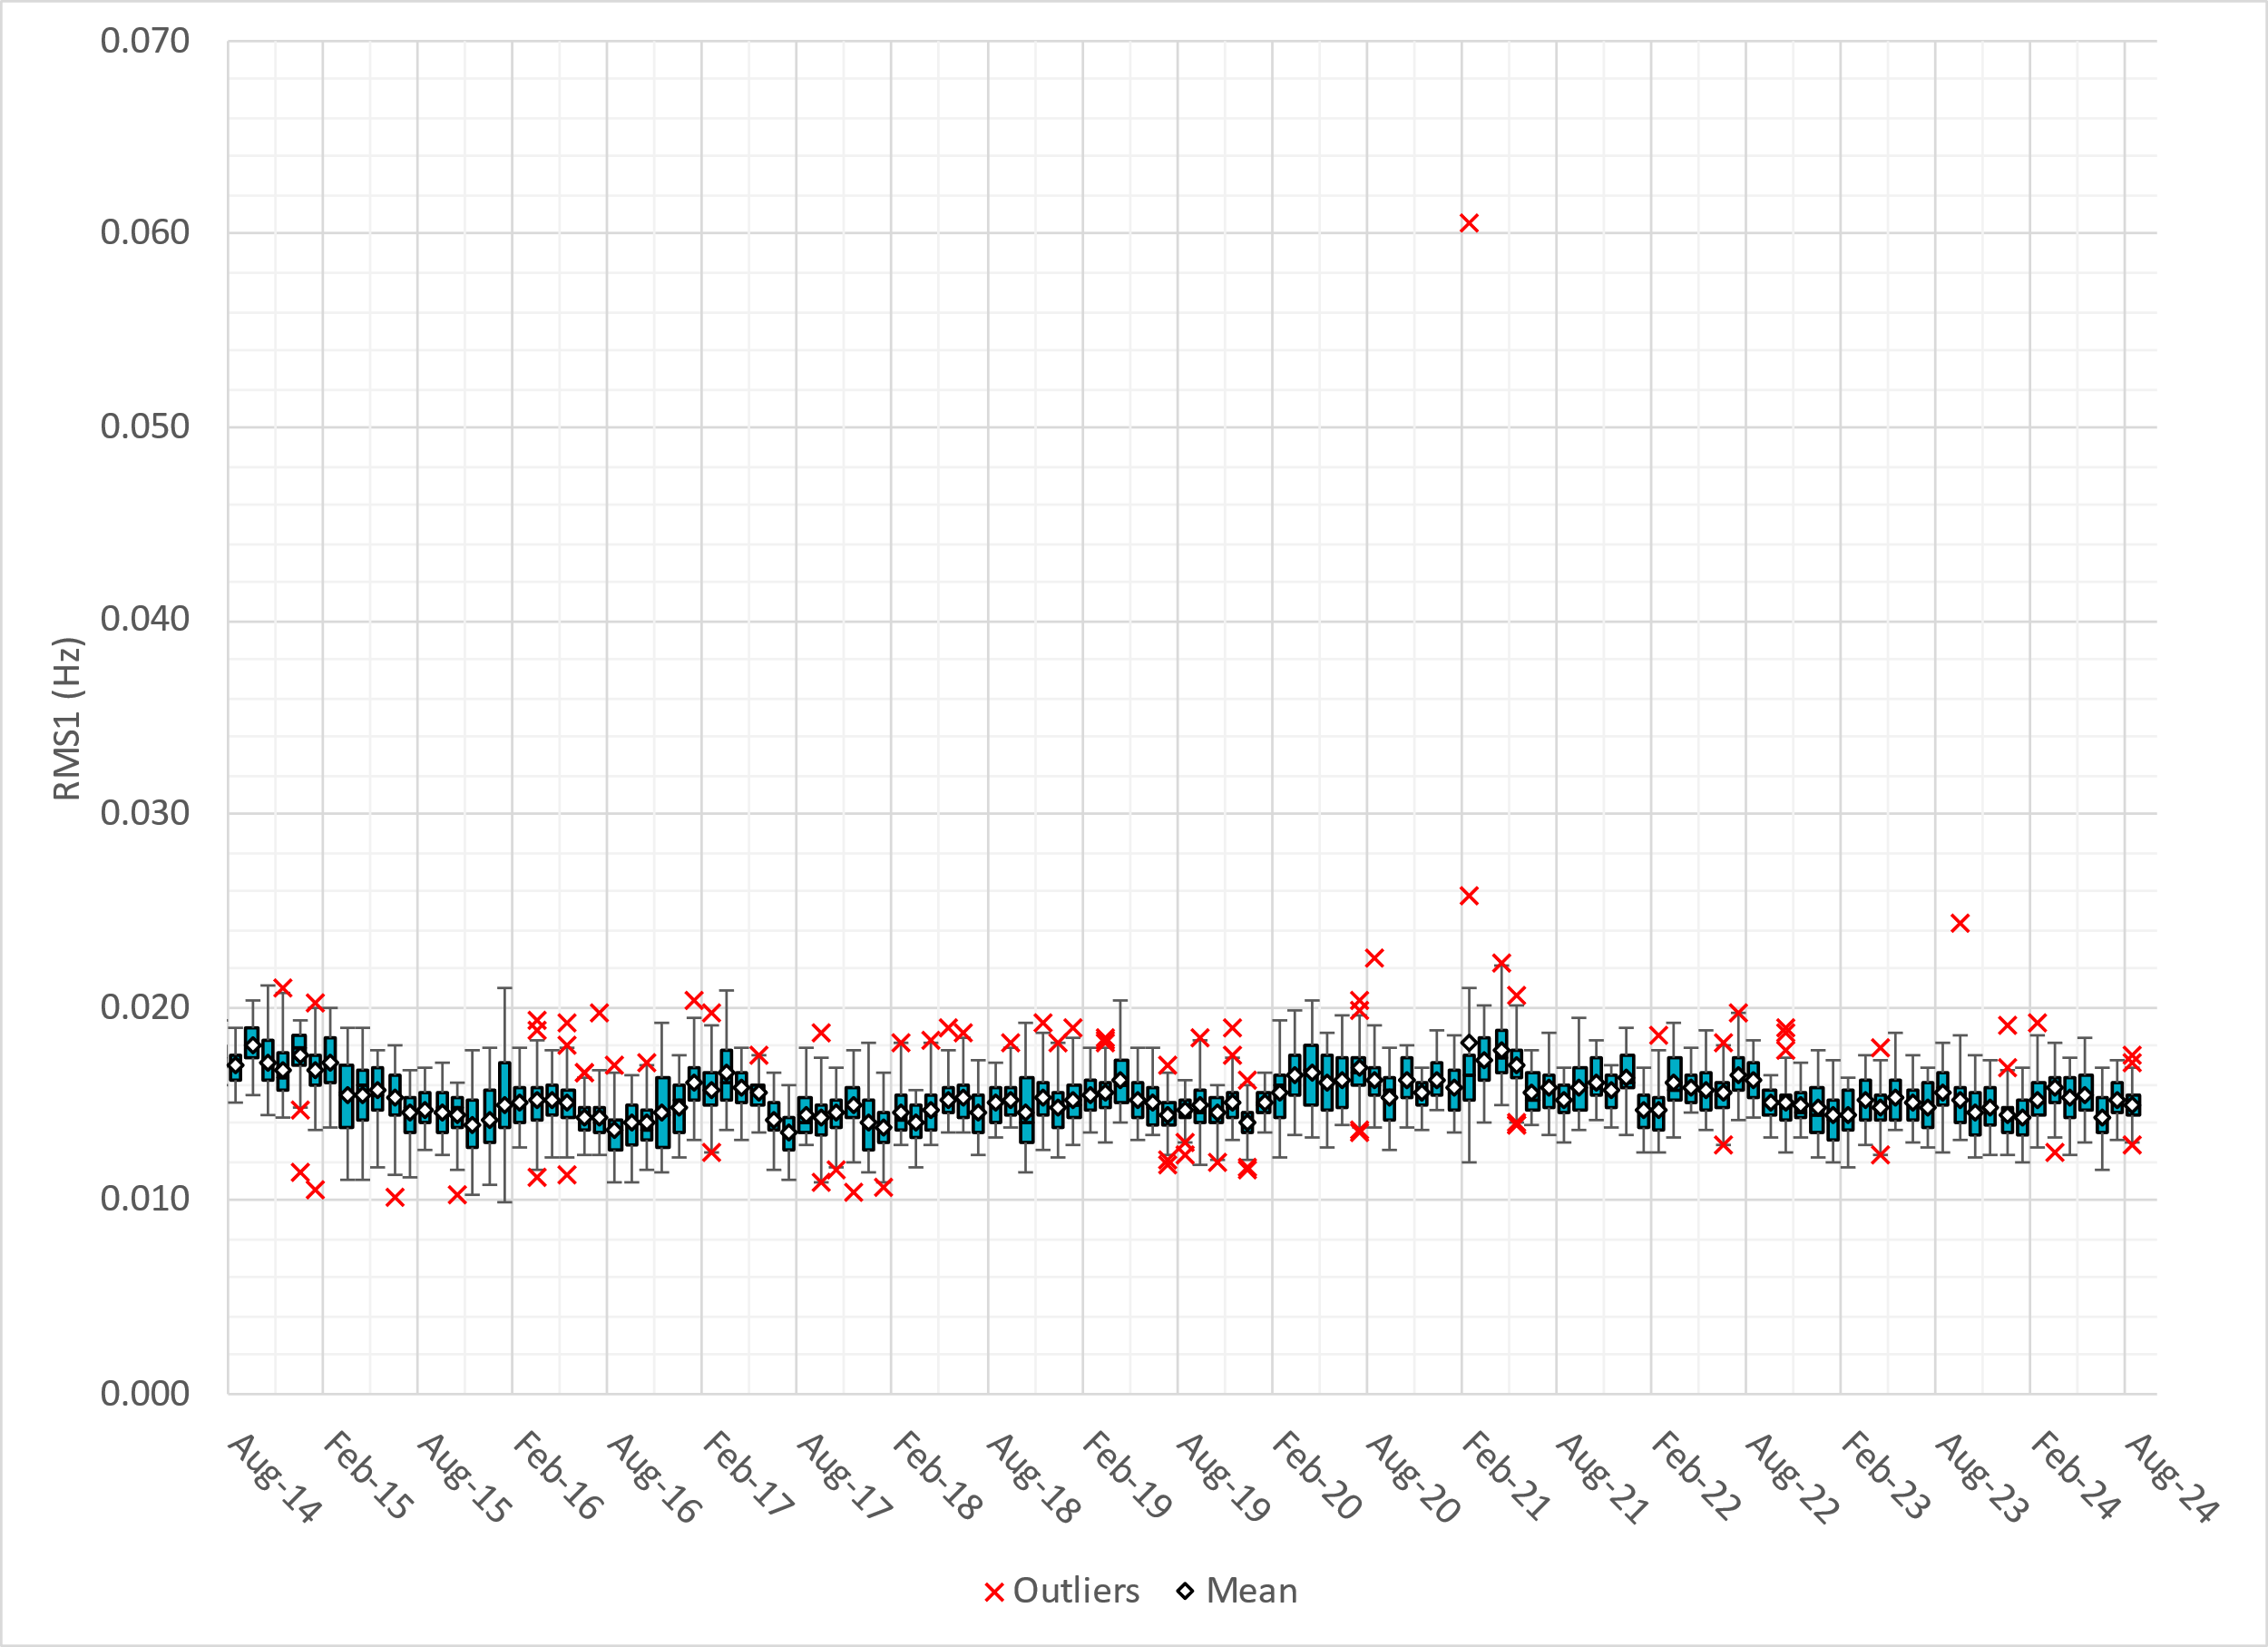 0.070
0.060
0.050
0.040
0.030
0.020
0.010
0.000
RMS1 (Hz)
Aug-14
Feb-15
Aug-15
Feb-16
Aug-16
Feb-17
Aug-17
Feb-18
Aug-18
Feb-19
Aug-19
Feb-20
Aug-20
Feb-21
Aug-21
Feb-22
Aug-22
Feb-23
Aug-23
Feb-24
Aug-24
Outliers Mean